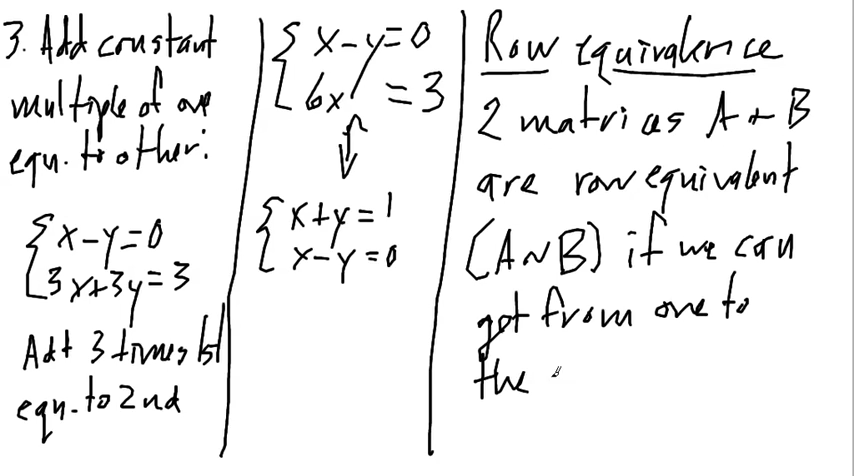 3. Add constant
multiple of one
eqn. to other:
x-y=0
3x+3y=3
Add 3 times 1st
eqn. to 2nd
x-y=0
6x =3
x+y=1
x-y=0
Row equivalence
2 matrices A + B
are row equivalent
(A~B) if we can
get from one to
the